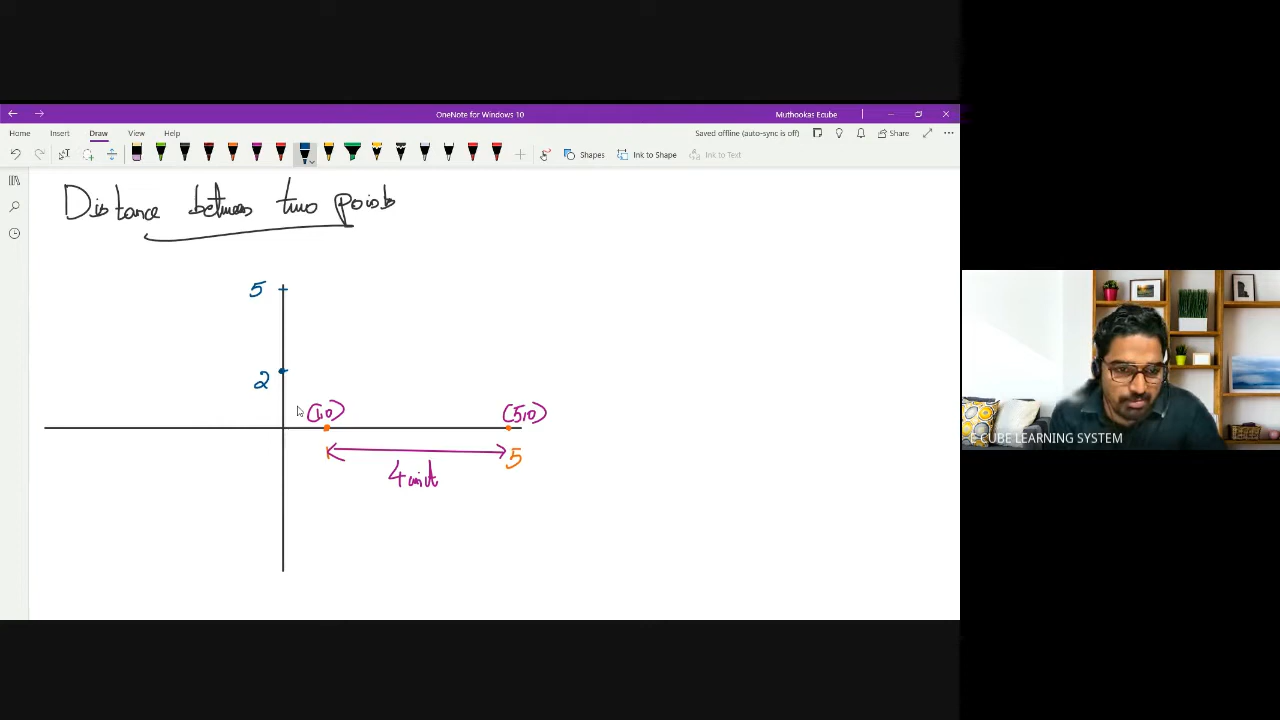 OneNote for Windows 10
Muthookas Ecube
Home Insert Draw View Help
Saved offline (auto-sync is off)
Share
Shapes
Ink to Shape
Ink to Text
Distance between two points
5
2
(1,0)
(5,0)
1
5
4 unit
E CUBE LEARNING SYSTEM